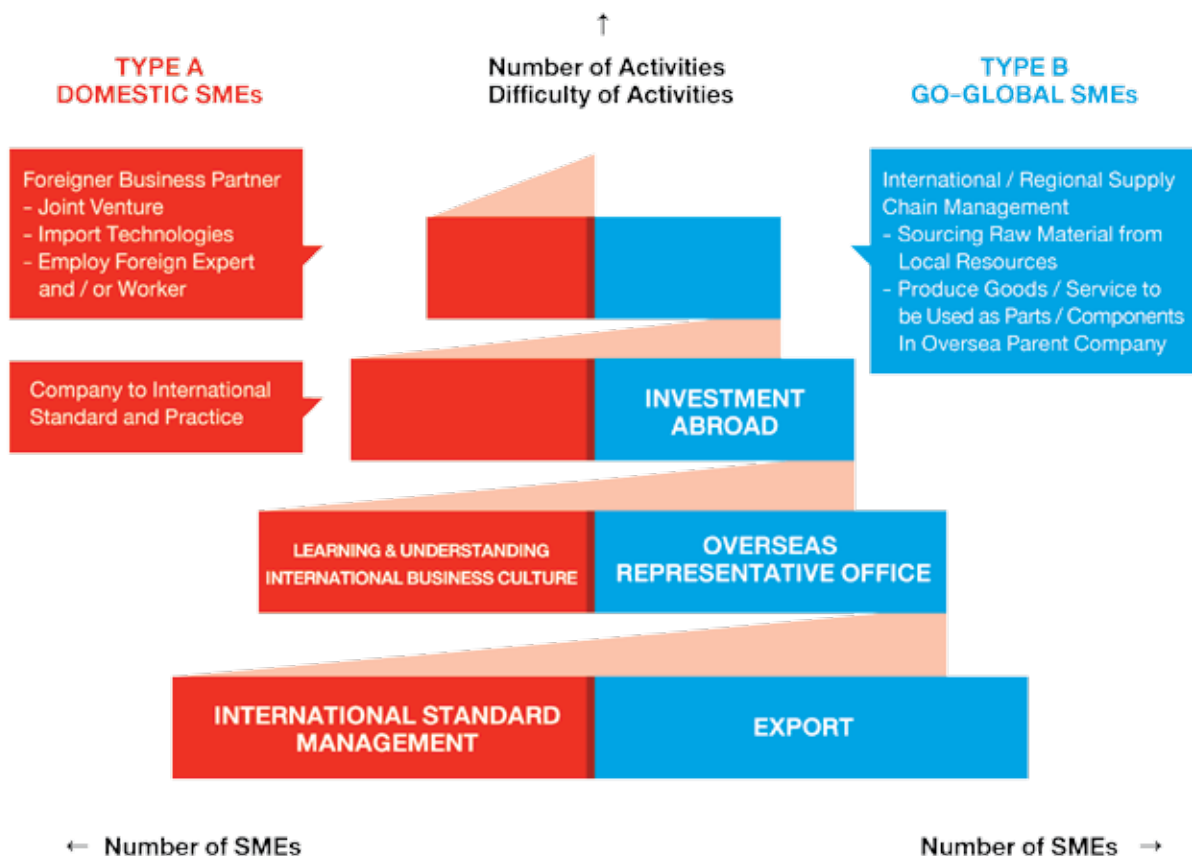 ↑
TYPE A
DOMESTIC SMEs
Number of Activities
Difficulty of Activities
TYPE B
GO-GLOBAL SMEs
Foreigner Business Partner
- Joint Venture
- Import Technologies
- Employ Foreign Expert
and / or Worker
International / Regional Supply
Chain Management
- Sourcing Raw Material from
Local Resources
- Produce Goods / Service to
be Used as Parts / Components
In Oversea Parent Company
Company to International
Standard and Practice
INVESTMENT
ABROAD
LEARNING & UNDERSTANDING
INTERNATIONAL BUSINESS CULTURE
OVERSEAS
REPRESENTATIVE OFFICE
INTERNATIONAL STANDARD
MANAGEMENT
EXPORT
← Number of SMEs
Number of SMEs →